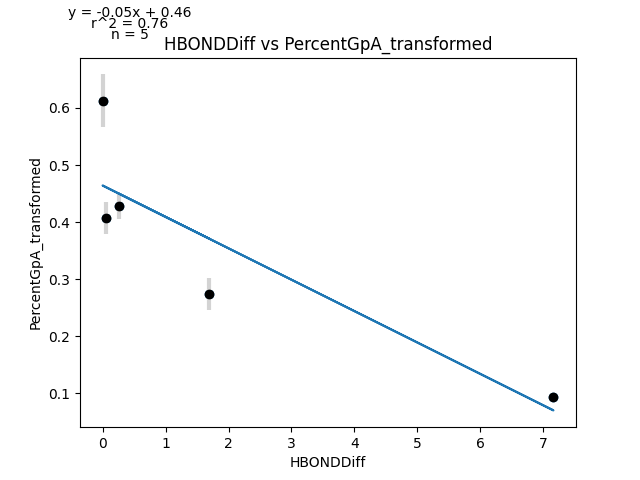 y = -0.05x + 0.46
r^2 = 0.76
n = 5
HBONDDiff vs PercentGpA_transformed
PercentGpA_transformed
0.6
0.5
0.4
0.3
0.2
0.1
0 1 2 3 4 5 6 7
HBONDDiff